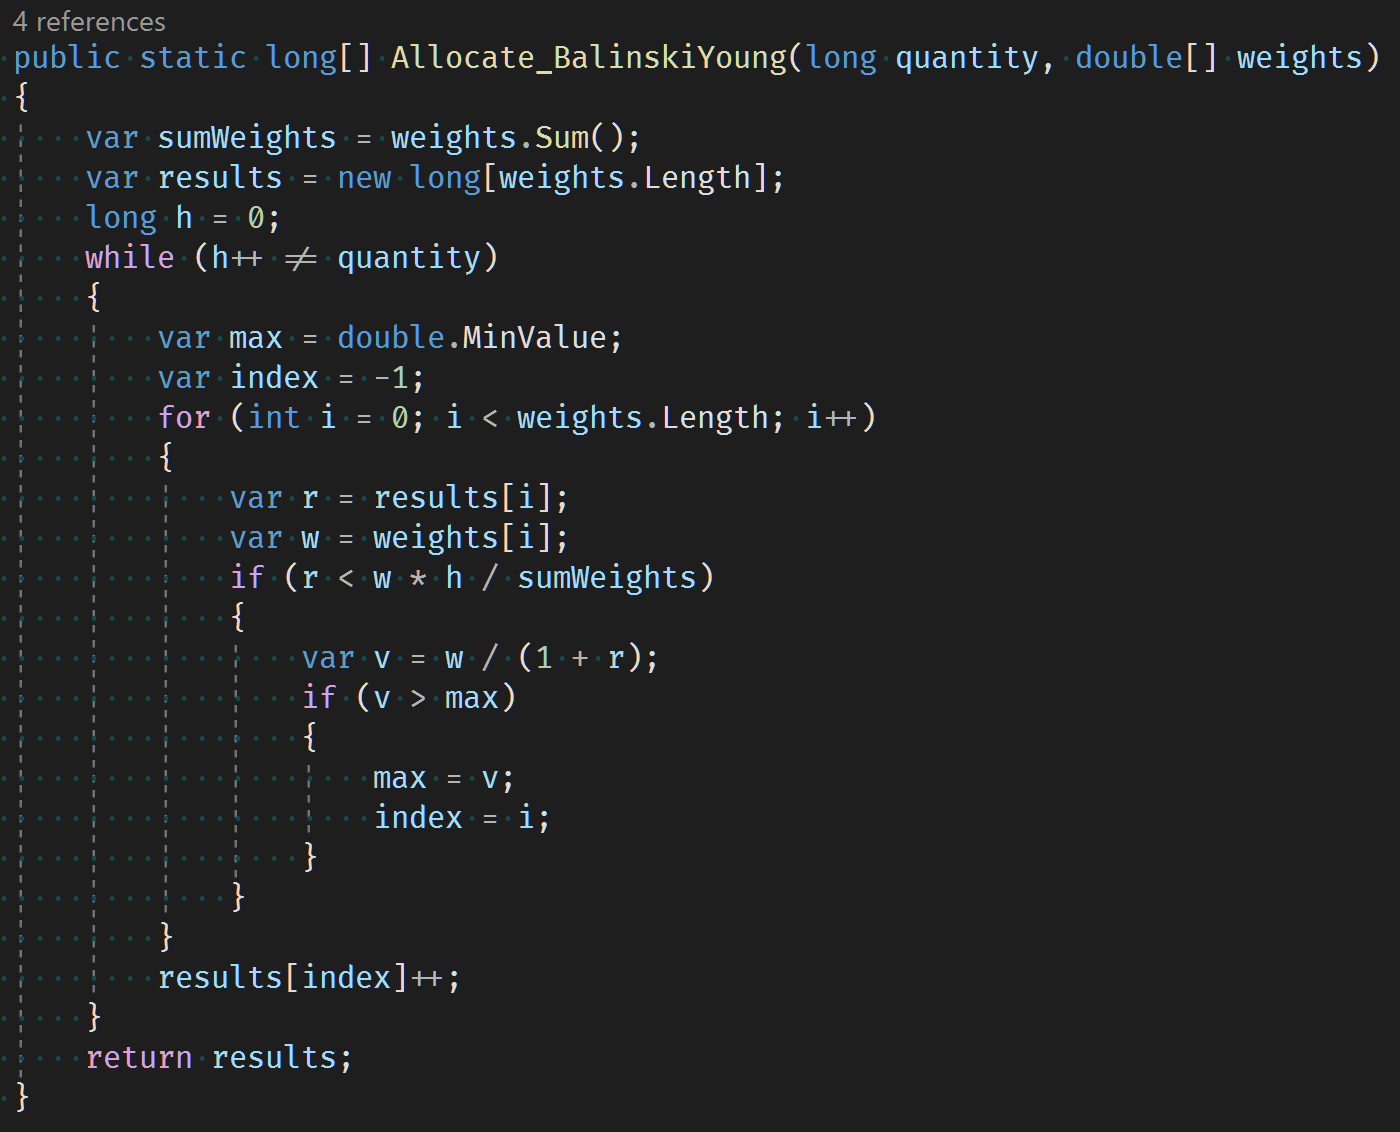 4 references
public static long[] Allocate_BalinskiYoung(long quantity, double[] weights)
{
    var sumWeights = weights.Sum();
    var results = new long[weights.Length];
    long h = 0;
    while (h++ != quantity)
    {
        var max = double.MinValue;
        var index = -1;
        for (int i = 0; i < weights.Length; i++)
        {
            var r = results[i];
            var w = weights[i];
            if (r < w * h / sumWeights)
            {
                var v = w / (1 + r);
                if (v > max)
                {
                    max = v;
                    index = i;
                }
            }
        }
        results[index]++;
    }
    return results;
}